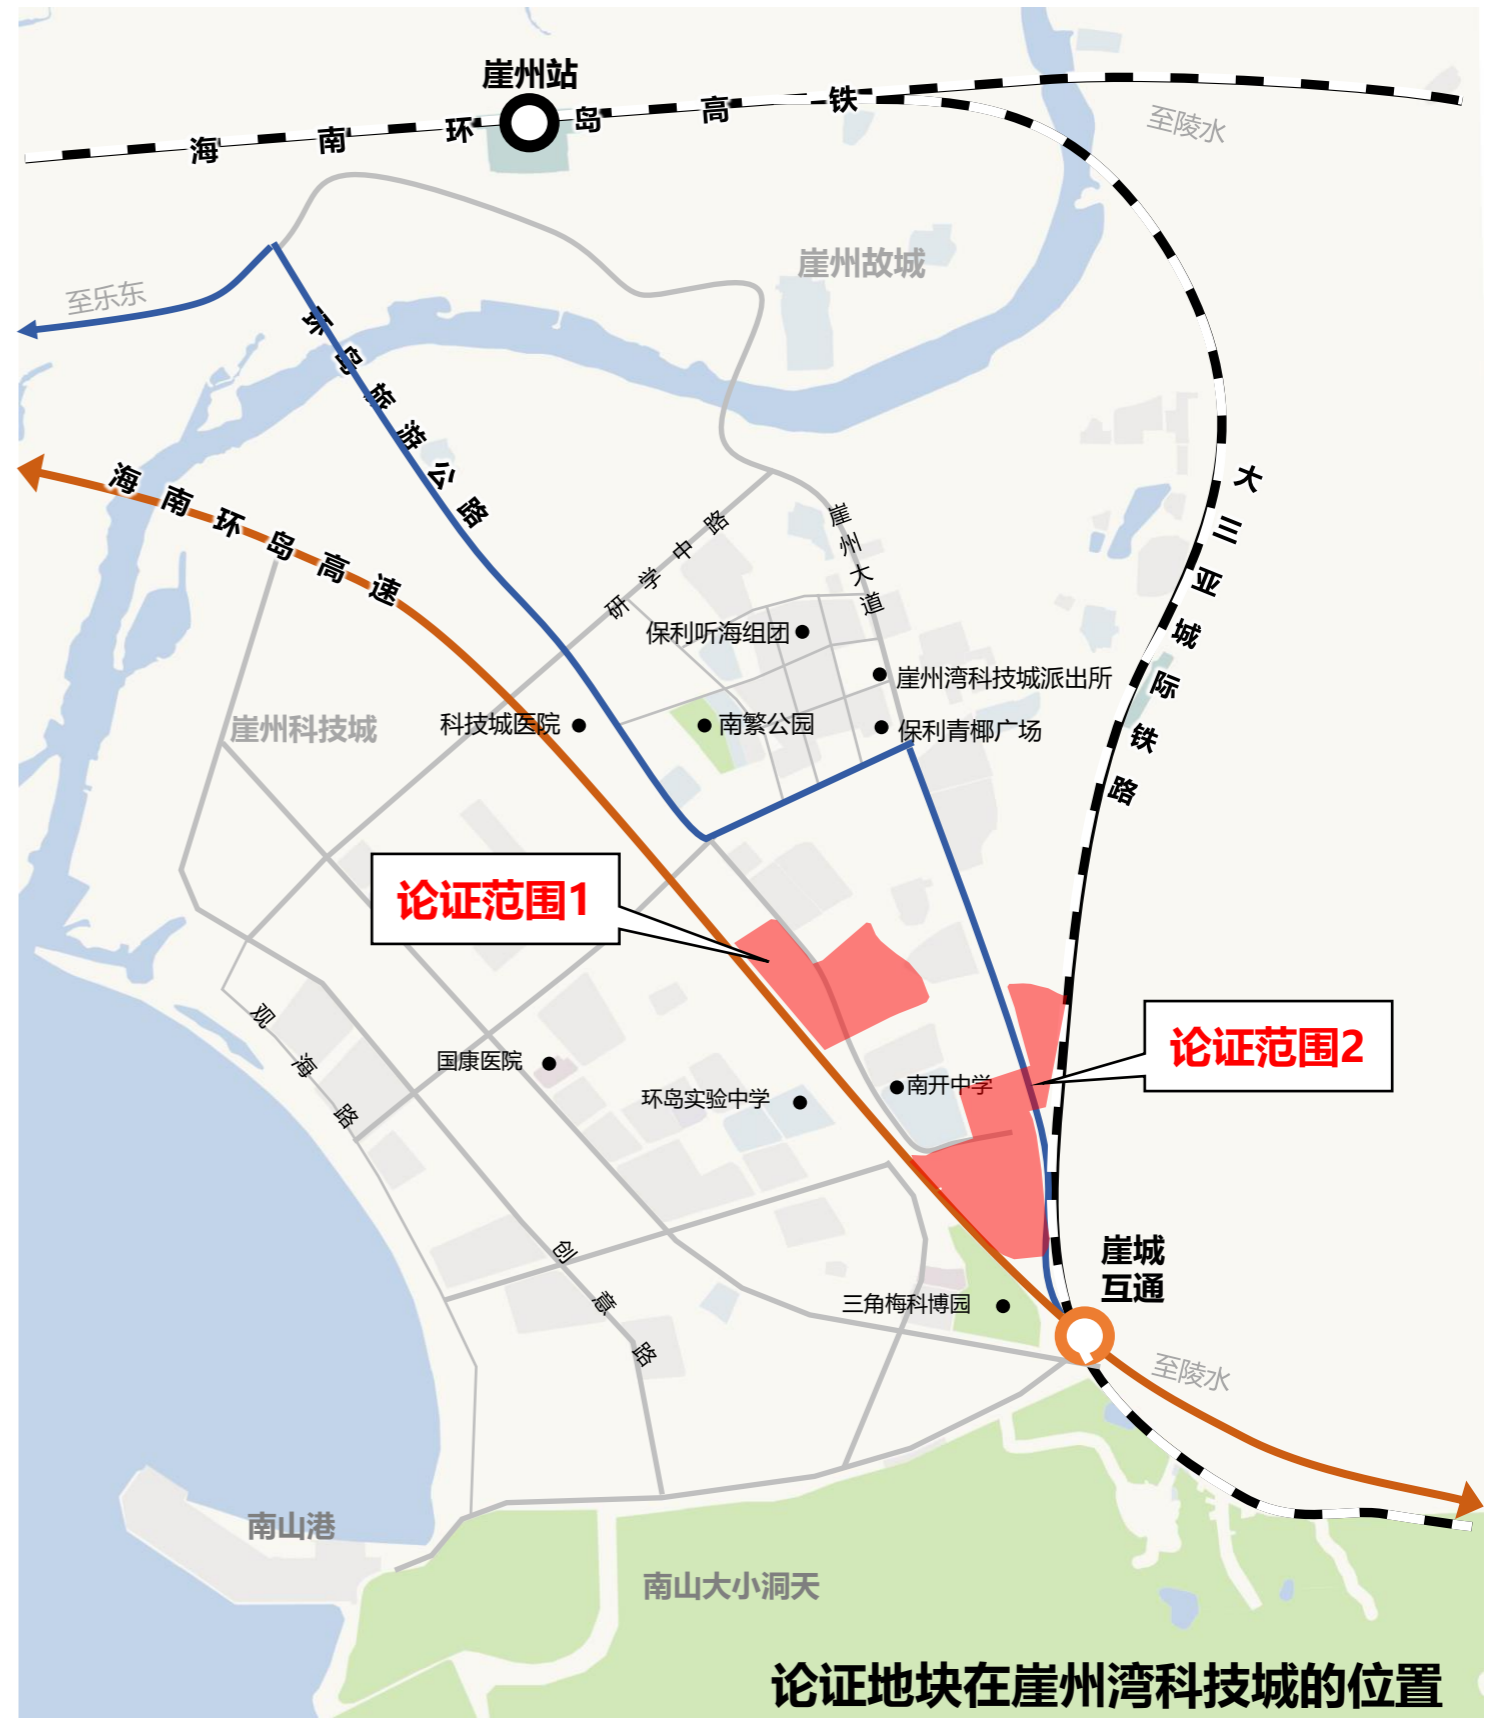 崖州站
海南环岛高铁
至陵水
崖州故城
至乐东
环岛旅游公路
海南环岛高速
大三亚城际铁路
研学中路
崖州大道
保利听海组团
崖州湾科技城派出所
崖州科技城
科技城医院
南繁公园
保利青椰广场
论证范围1
观海路
论证范围2
国康医院
环岛实验中学
南开中学
崖城
互通
创意路
三角梅科博园
至陵水
南山港
南山大小洞天
论证地块在崖州湾科技城的位置